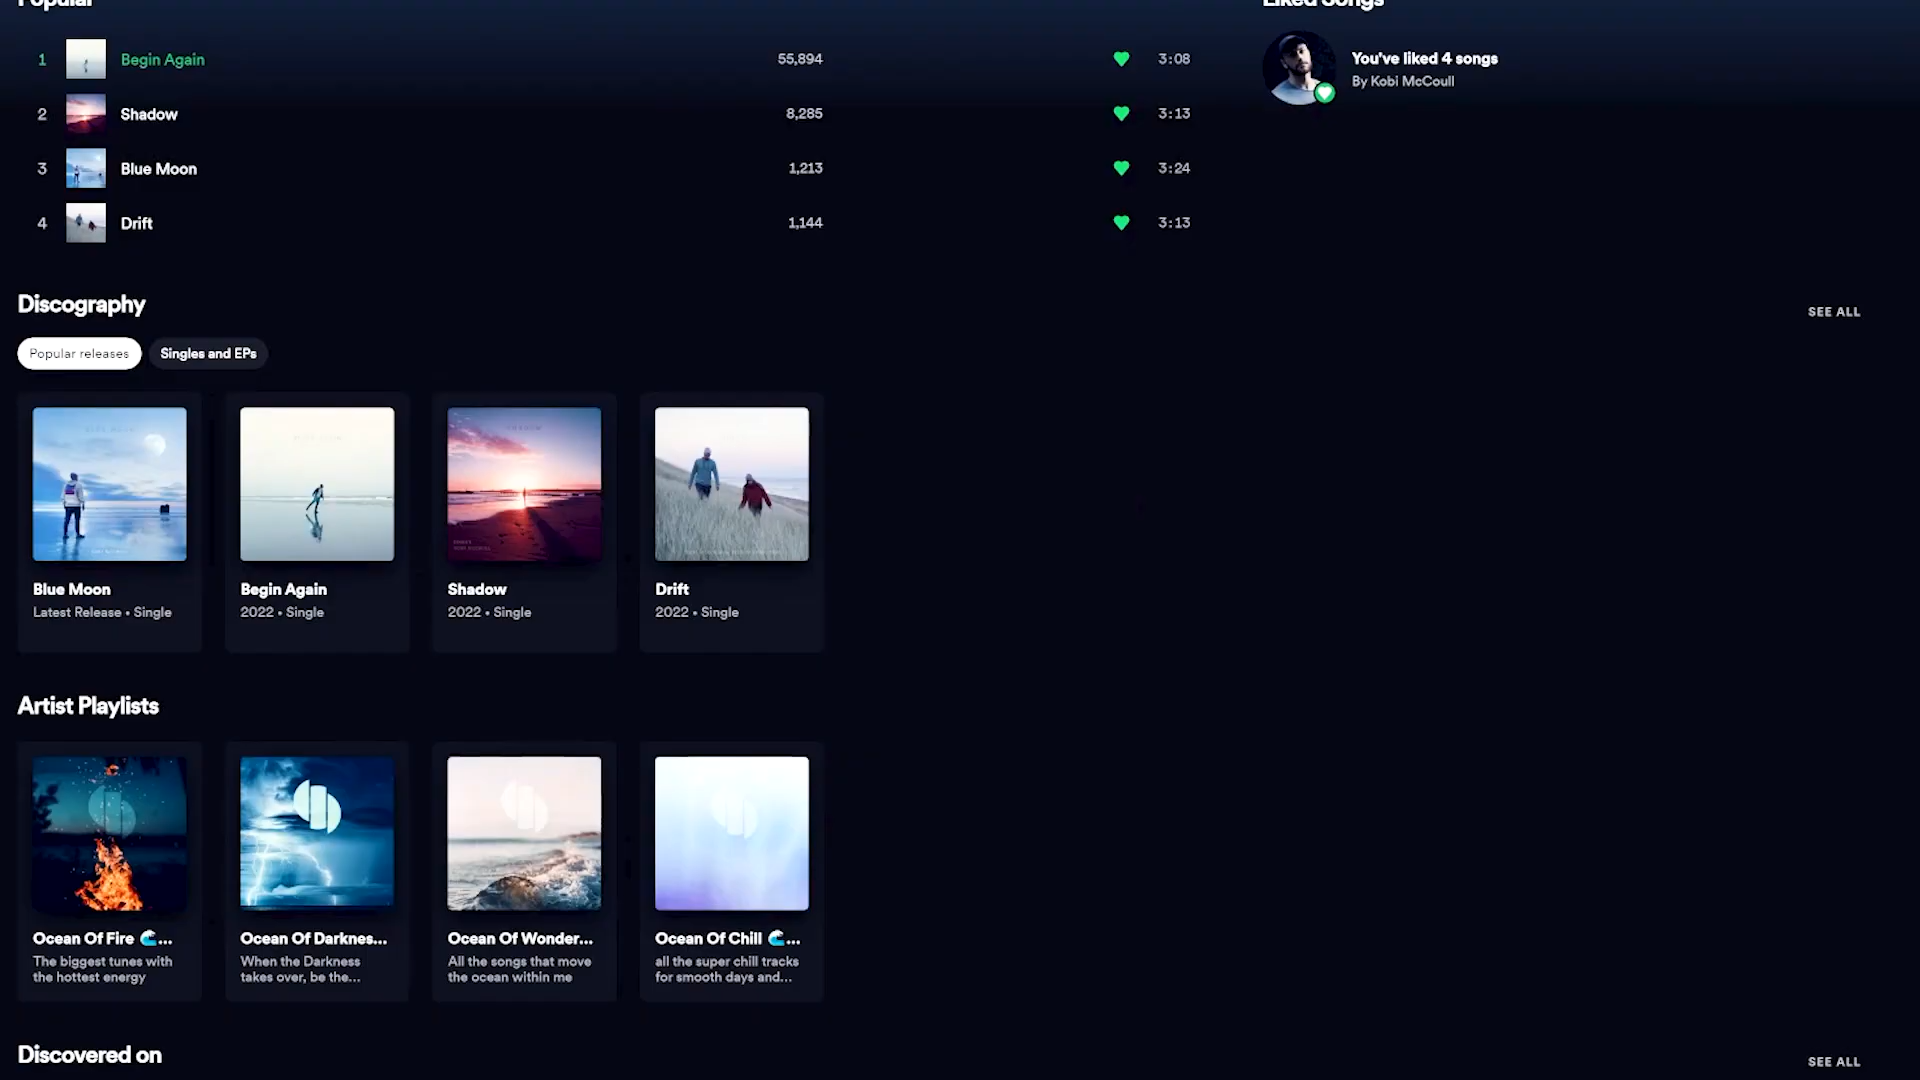 Popular
Liked Songs
1 Begin Again 55,894 3:08
2 Shadow 8,285 3:13
3 Blue Moon 1,213 3:24
4 Drift 1,144 3:13
You've liked 4 songs
By Kobi McCoull
Discography
SEE ALL
Popular releases Singles and EPs
Blue Moon
Latest Release • Single
Begin Again
2022 • Single
Shadow
2022 • Single
Drift
2022 • Single
Artist Playlists
Ocean Of Fire 🌊...
The biggest tunes with
the hottest energy
Ocean Of Darknes...
When the Darkness
takes over, be the...
Ocean Of Wonder...
All the songs that move
the ocean within me
Ocean Of Chill 🌊...
all the super chill tracks
for smooth days and...
Discovered on
SEE ALL